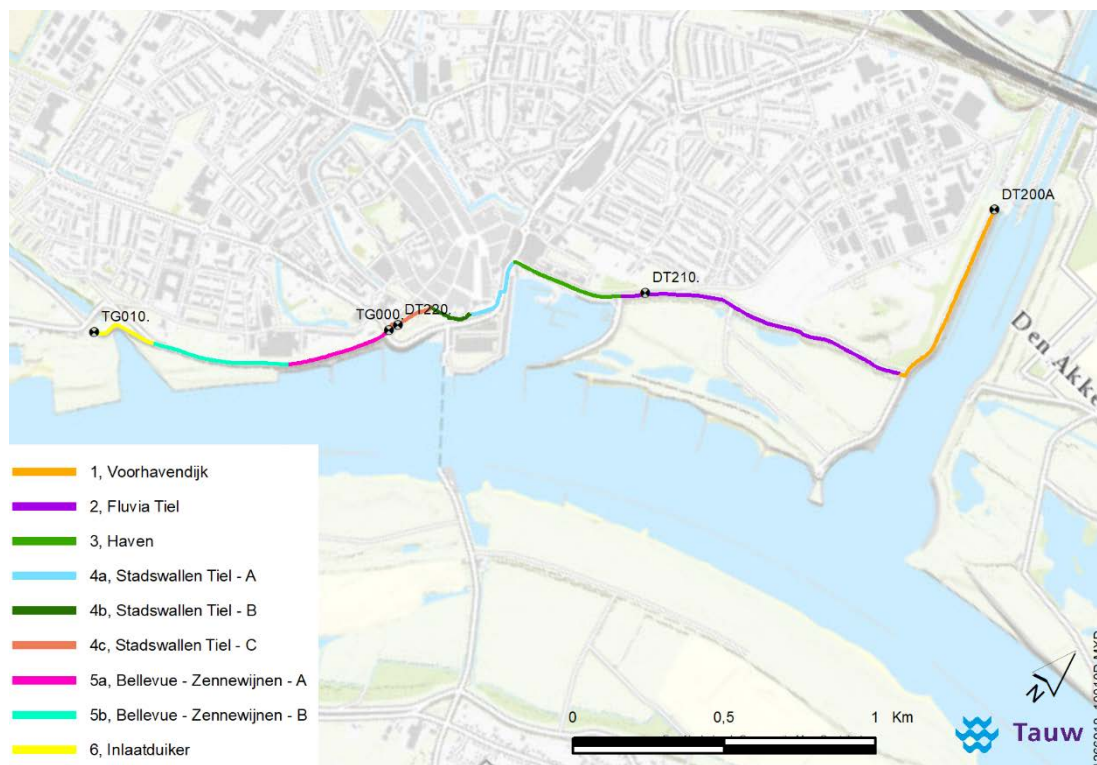 DT200A
DT210.
TG000.
DT220.
TG010.
Den Akke
1, Voorhavendijk
2, Fluvia Tiel
3, Haven
4a, Stadswallen Tiel - A
4b, Stadswallen Tiel - B
4c, Stadswallen Tiel - C
5a, Bellevue - Zennewijnen - A
5b, Bellevue - Zennewijnen - B
6, Inlaatduiker
0 0,5 1 Km
N
Tauw